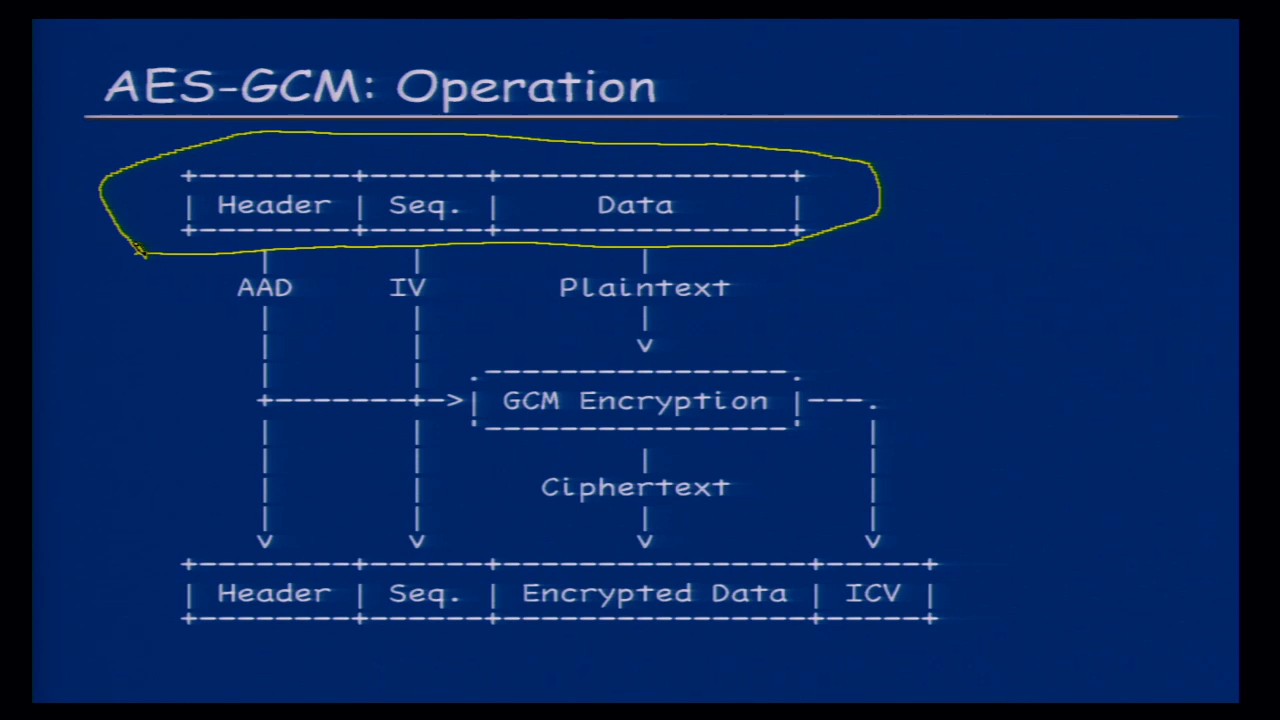 AES-GCM: Operation
+--------+------+--------------+
| Header | Seq. | Data |
+--------+------+--------------+
| | |
AAD IV Plaintext
| | |
| | v
| | .----------------.
+-------+->| GCM Encryption |---.
| | '----------------' |
| | | |
| | Ciphertext |
| | | |
v v v v
+--------+------+----------------+-----+
| Header | Seq. | Encrypted Data | ICV |
+--------+------+----------------+-----+